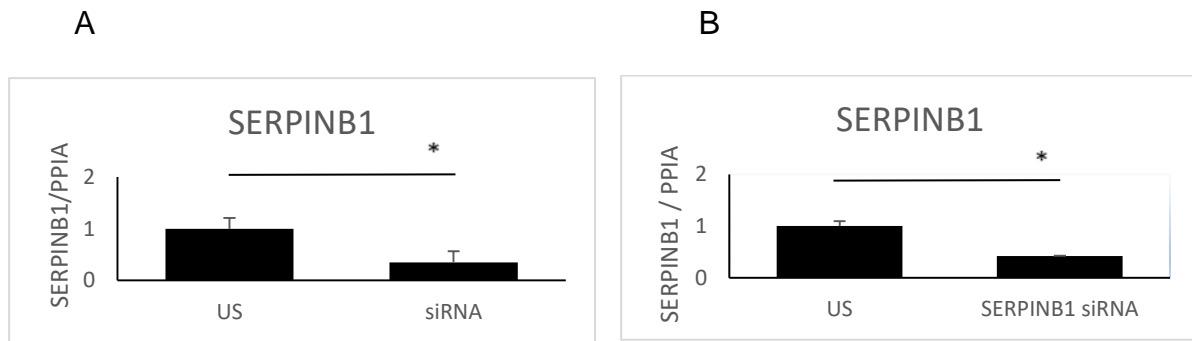 A
SERPINB1
*
SERPINB1/PPIA
2
1
0
US siRNA
B
SERPINB1
*
SERPINB1 / PPIA
2
1
0
US SERPINB1 siRNA